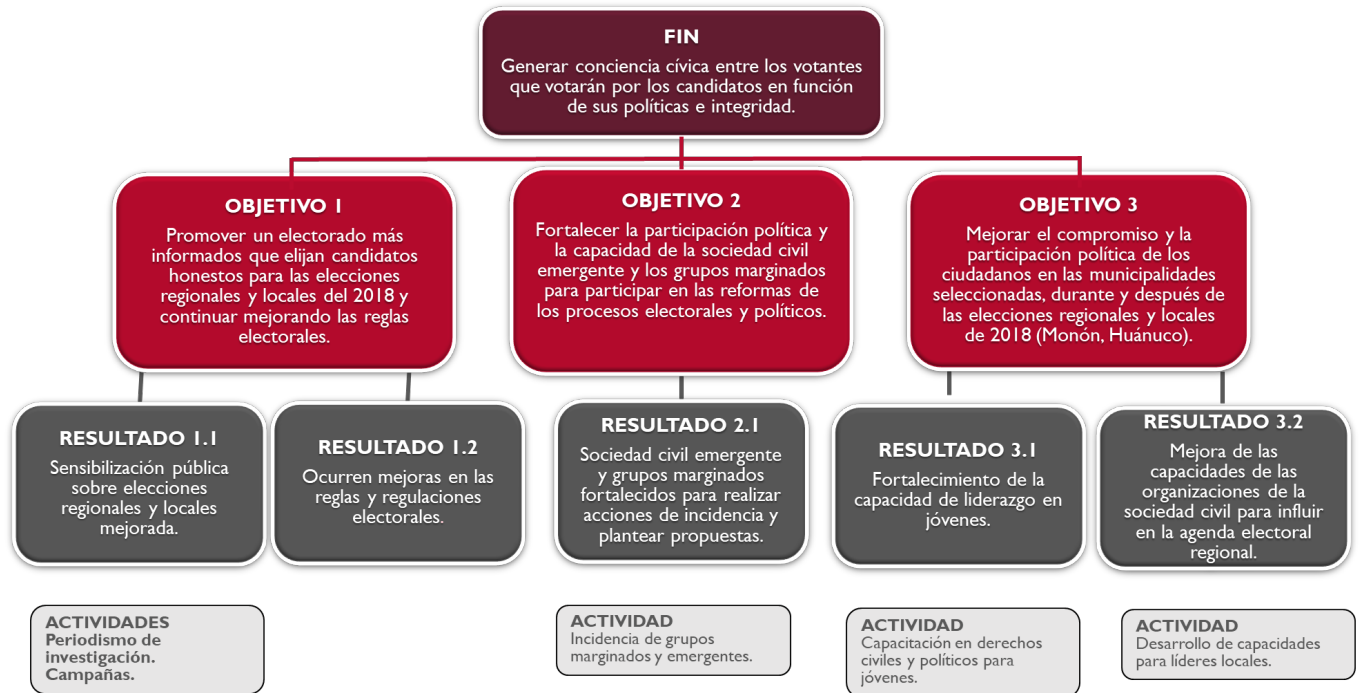 FIN
Generar conciencia cívica entre los votantes
que votarán por los candidatos en función
de sus políticas e integridad.
OBJETIVO 1
Promover un electorado más
informados que elijan candidatos
honestos para las elecciones
regionales y locales del 2018 y
continuar mejorando las reglas
electorales.
OBJETIVO 2
Fortalecer la participación política y
la capacidad de la sociedad civil
emergente y los grupos marginados
para participar en las reformas de
los procesos electorales y políticos.
OBJETIVO 3
Mejorar el compromiso y la
participación política de los
ciudadanos en las municipalidades
seleccionadas, durante y después de
las elecciones regionales y locales
de 2018 (Monón, Huánuco).
RESULTADO 1.1
Sensibilización pública
sobre elecciones
regionales y locales
mejorada.
RESULTADO 1.2
Ocurren mejoras en las
reglas y regulaciones
electorales.
RESULTADO 2.1
Sociedad civil emergente
y grupos marginados
fortalecidos para realizar
acciones de incidencia y
plantear propuestas.
RESULTADO 3.1
Fortalecimiento de la
capacidad de liderazgo en
jóvenes.
RESULTADO 3.2
Mejora de las
capacidades de las
organizaciones de la
sociedad civil para influir
en la agenda electoral
regional.
ACTIVIDADES
Periodismo de
investigación.
Campañas.
ACTIVIDAD
Incidencia de grupos
marginados y emergentes.
ACTIVIDAD
Capacitación en derechos
civiles y políticos para
jóvenes.
ACTIVIDAD
Desarrollo de capacidades
para líderes locales.